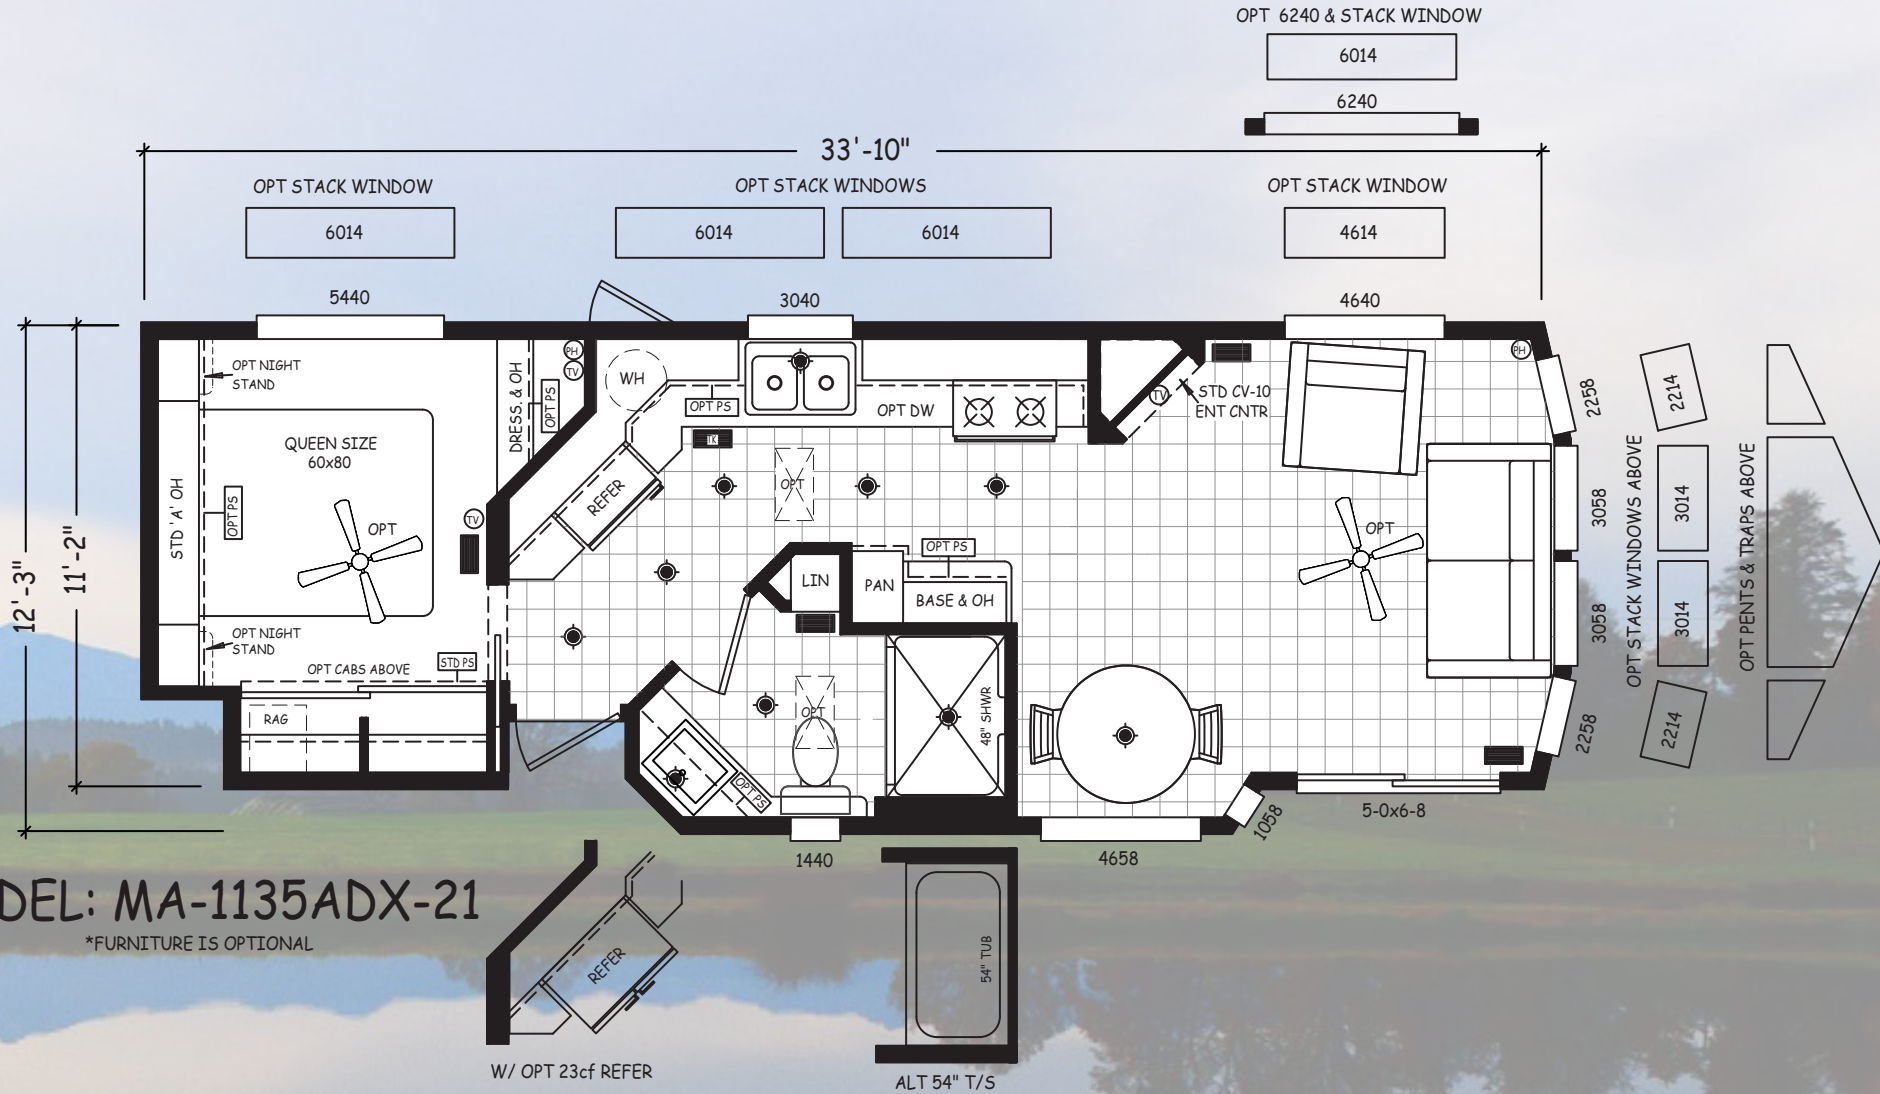 OPT 6240 & STACK WINDOW
6014
6240
33'-10"
OPT STACK WINDOW
OPT STACK WINDOWS
OPT STACK WINDOW
6014
6014
6014
4614
5440
3040
4640
12'-3"
11'-2"
OPT NIGHT
STAND
QUEEN SIZE
60x80
STD 'A' OH
OPT PS
OPT
TV
OPT NIGHT
STAND
OPT CABS ABOVE
STD PS
RAG
DRESS. & OH
OPT PS
PH
TV
WH
OPT PS
TK
OPT DW
REFER
OPT
TV
STD CV-10
ENT CNTR
PH
OPT
LIN
PAN
OPT PS
BASE & OH
OPT
OPT PS
48" SHWR
2258
3058
3058
2258
OPT STACK WINDOWS ABOVE
2214
3014
3014
2214
OPT PENTS & TRAPS ABOVE
5-0x6-8
1058
4658
1440
DEL: MA-1135ADX-21
*FURNITURE IS OPTIONAL
REFER
W/ OPT 23cf REFER
54" TUB
ALT 54" T/S